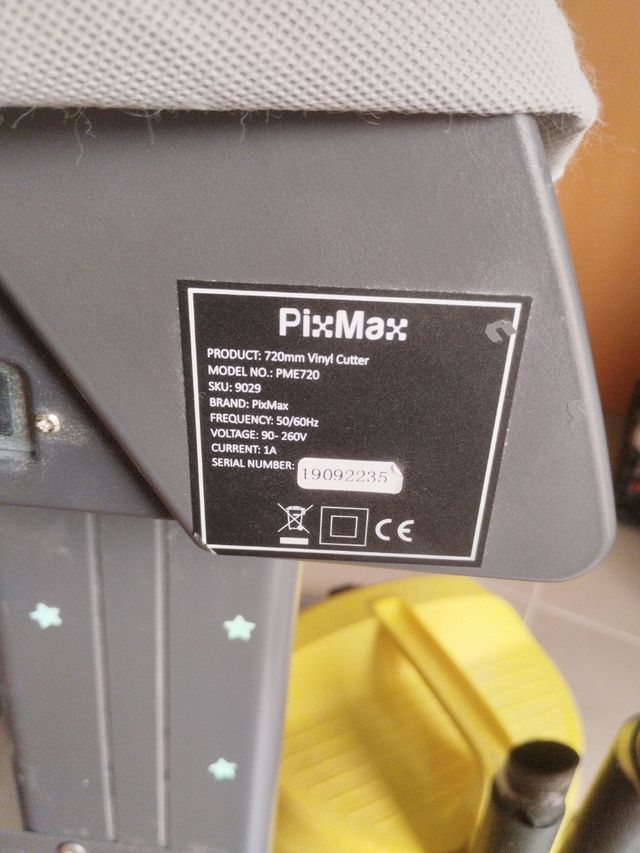 PixMax
PRODUCT: 720mm Vinyl Cutter
MODEL NO.: PME720
SKU: 9029
BRAND: PixMax
FREQUENCY: 50/60Hz
VOLTAGE: 90- 260V
CURRENT: 1A
SERIAL NUMBER: 19092235
CE